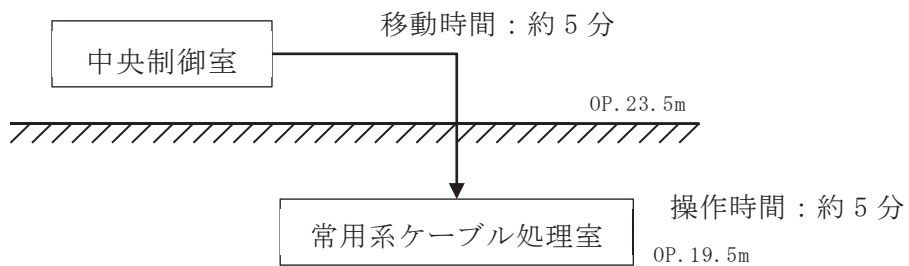 移動時間：約 5 分
中央制御室
OP.23.5m
操作時間：約 5 分
常用系ケーブル処理室
OP.19.5m